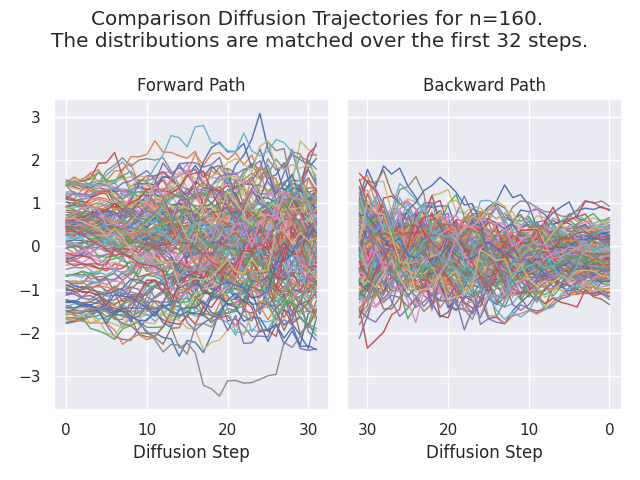 Comparison Diffusion Trajectories for n=160.
The distributions are matched over the first 32 steps.
Forward Path
Backward Path
3
2
1
0
−1
−2
−3
0 10 20 30
30 20 10 0
Diffusion Step
Diffusion Step